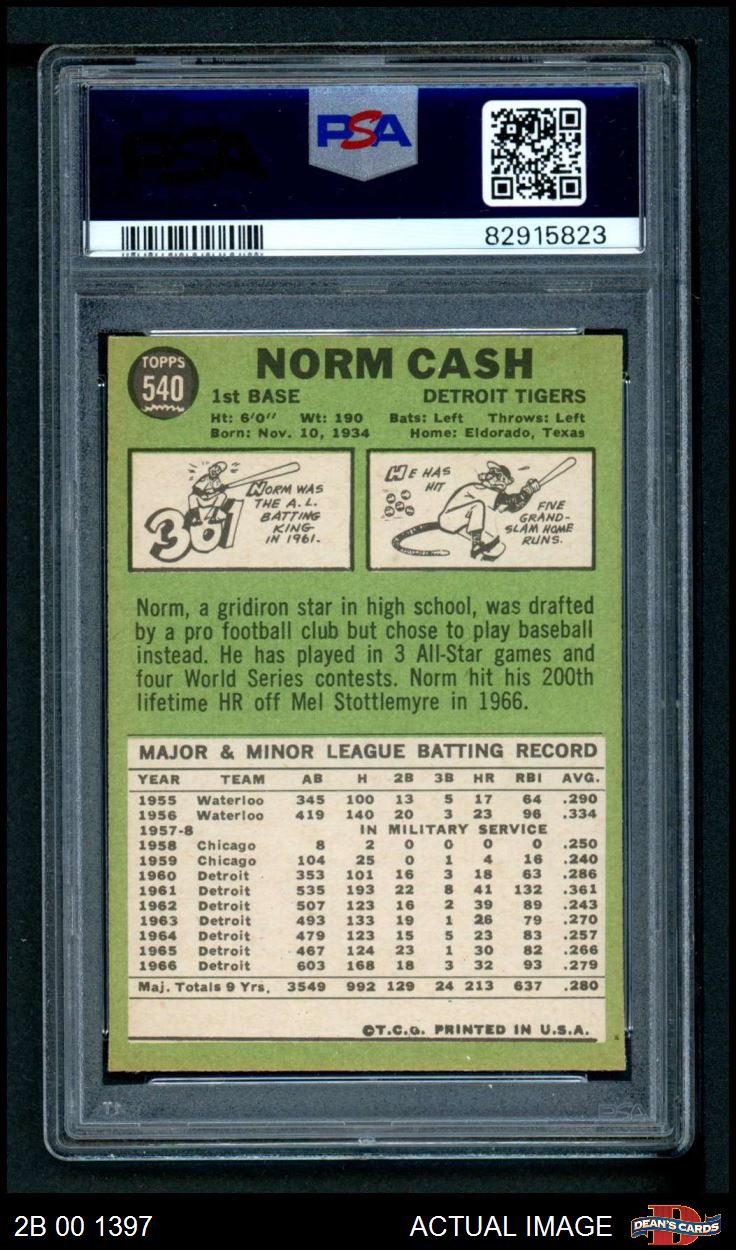 PSA
82915823
TOPPS
540
NORM CASH
1st BASE DETROIT TIGERS
Ht: 6'0" Wt: 190 Bats: Left Throws: Left
Born: Nov. 10, 1934 Home: Eldorado, Texas
361
NORM WAS
THE A.L.
BATTING
KING
IN 1961.
HE HAS
HIT
FIVE
GRAND-
SLAM HOME
RUNS.
Norm, a gridiron star in high school, was drafted
by a pro football club but chose to play baseball
instead. He has played in 3 All-Star games and
four World Series contests. Norm hit his 200th
lifetime HR off Mel Stottlemyre in 1966.
MAJOR & MINOR LEAGUE BATTING RECORD
YEAR TEAM AB H 2B 3B HR RBI AVG.
1955 Waterloo 345 100 13 5 17 64 .290
1956 Waterloo 419 140 20 3 23 96 .334
1957-8 IN MILITARY SERVICE
1958 Chicago 8 2 0 0 0 0 .250
1959 Chicago 104 25 0 1 4 16 .240
1960 Detroit 353 101 16 3 18 63 .286
1961 Detroit 535 193 22 8 41 132 .361
1962 Detroit 507 123 16 2 39 89 .243
1963 Detroit 493 133 19 1 26 79 .270
1964 Detroit 479 123 15 5 23 83 .257
1965 Detroit 467 124 23 1 30 82 .266
1966 Detroit 603 168 18 3 32 93 .279
Maj. Totals 9 Yrs. 3549 992 129 24 213 637 .280
©T.C.G. PRINTED IN U.S.A.
PSA
2B 00 1397 ACTUAL IMAGE DEAN'S CARDS